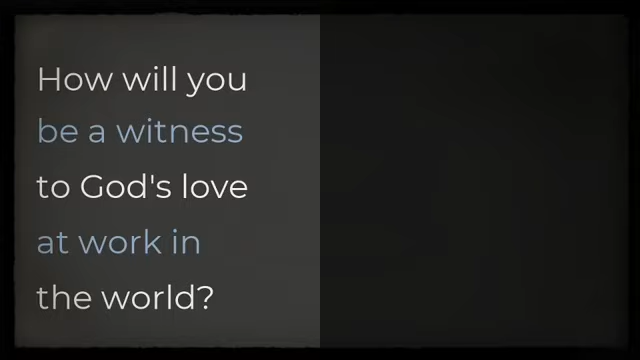 How will you
be a witness
to God's love
at work in
the world?